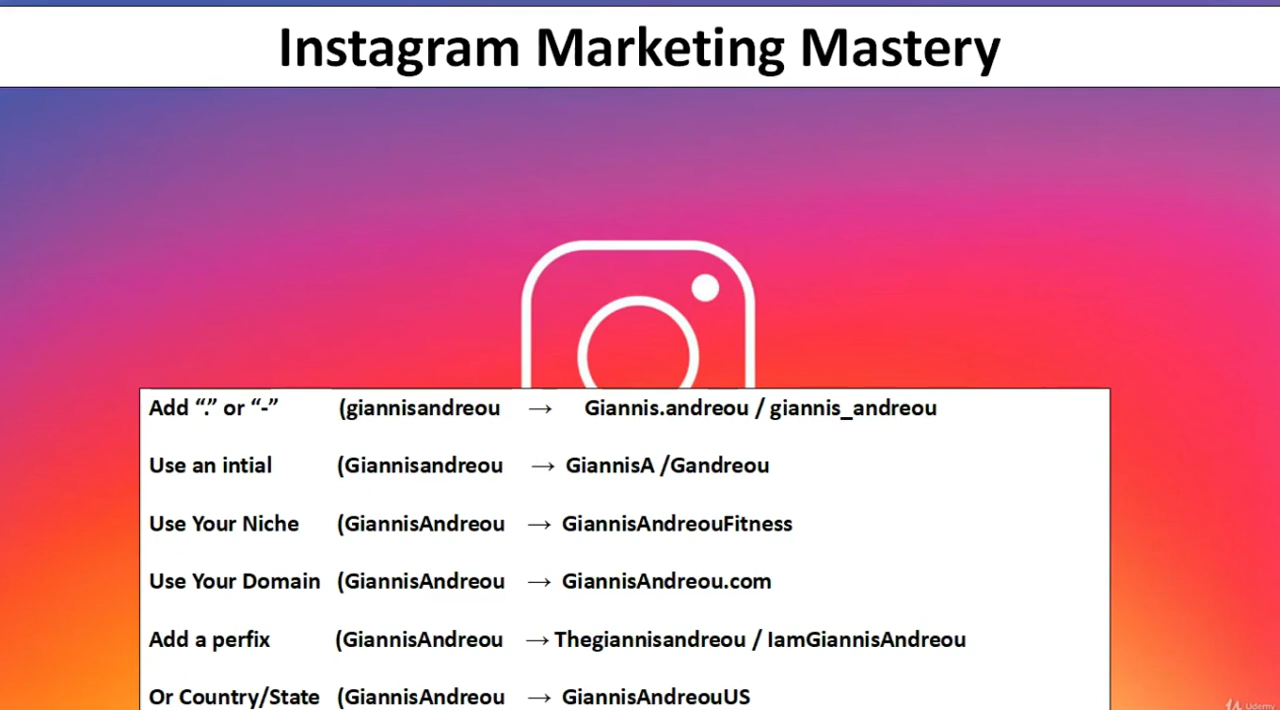 Instagram Marketing Mastery
Add “.” or “-” (giannisandreou → Giannis.andreou / giannis_andreou
Use an intial (Giannisandreou → GiannisA /Gandreou
Use Your Niche (GiannisAndreou → GiannisAndreouFitness
Use Your Domain (GiannisAndreou → GiannisAndreou.com
Add a perfix (GiannisAndreou → Thegiannisandreou / IamGiannisAndreou
Or Country/State (GiannisAndreou → GiannisAndreouUS
Udemy